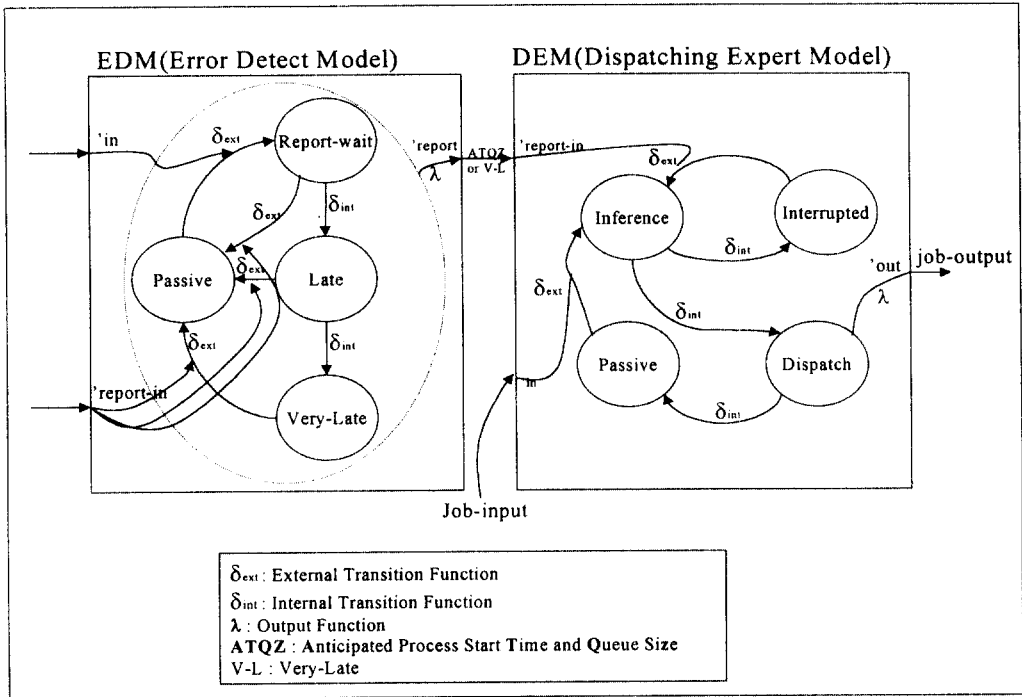 EDM(Error Detect Model)
DEM(Dispatching Expert Model)
'in
δext
Report-wait
'report
λ
ATQZ
or V-L
'report-in
δext
δext
δint
Inference
Interrupted
δint
Passive
δext
Late
'out
λ
job-output
δext
δint
δint
δext
Passive
Dispatch
'report-in
Very-Late
in
δint
Job-input
δext : External Transition Function
δint : Internal Transition Function
λ : Output Function
ATQZ : Anticipated Process Start Time and Queue Size
V-L : Very-Late